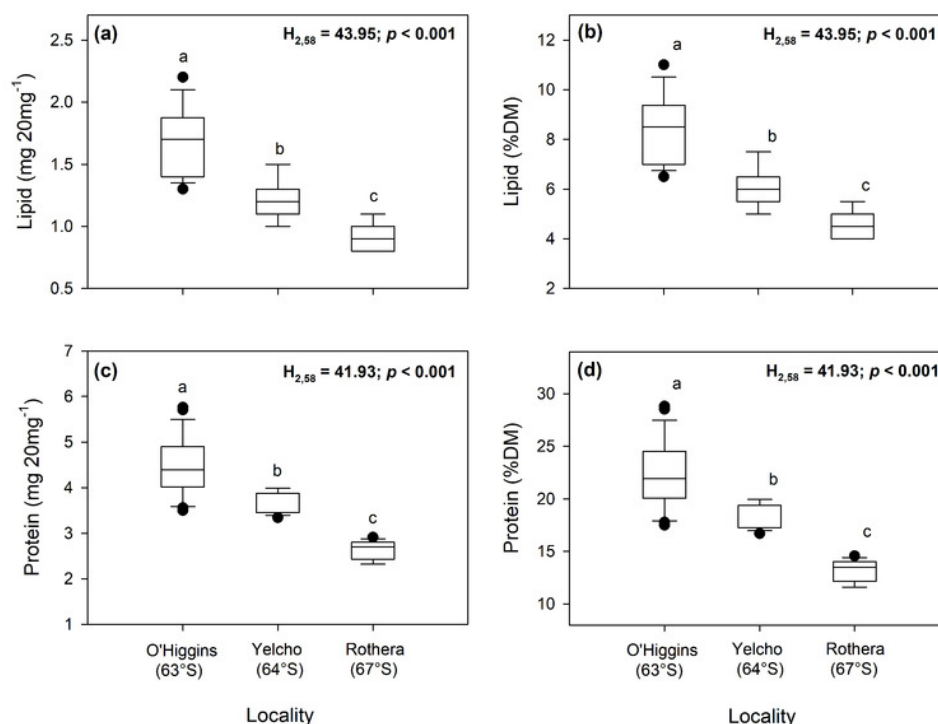 (a) H2,58 = 43.95; p < 0.001
Lipid (mg 20mg-1)
2.5
2.0
1.5
1.0
0.5
a
b
c
(b) H2,58 = 43.95; p < 0.001
Lipid (%DM)
12
10
8
6
4
2
a
b
c
(c) H2,58 = 41.93; p < 0.001
Protein (mg 20mg-1)
7
6
5
4
3
2
1
a
b
c
O'Higgins
(63°S)
Yelcho
(64°S)
Rothera
(67°S)
Locality
(d) H2,58 = 41.93; p < 0.001
Protein (%DM)
30
25
20
15
10
a
b
c
O'Higgins
(63°S)
Yelcho
(64°S)
Rothera
(67°S)
Locality